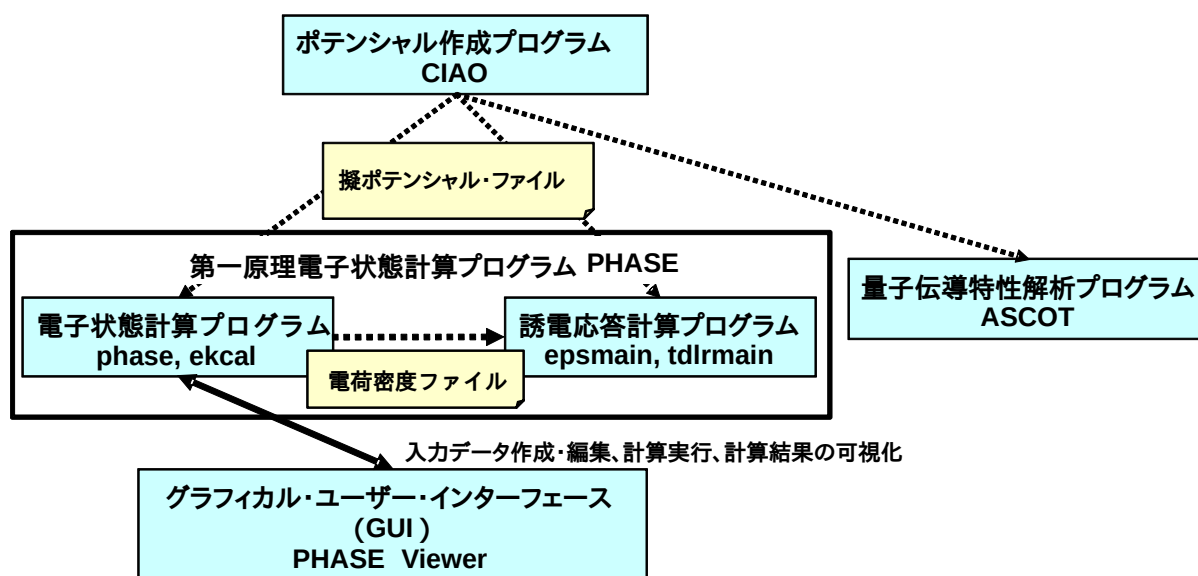 ポテンシャル作成プログラム
CIAO
擬ポテンシャル・ファイル
第一原理電子状態計算プログラム PHASE
電子状態計算プログラム
phase, ekcal
誘電応答計算プログラム
epsmain, tdlrmain
電荷密度ファイル
量子伝導特性解析プログラム
ASCOT
入力データ作成・編集、計算実行、計算結果の可視化
グラフィカル・ユーザー・インターフェース
(GUI)
PHASE Viewer